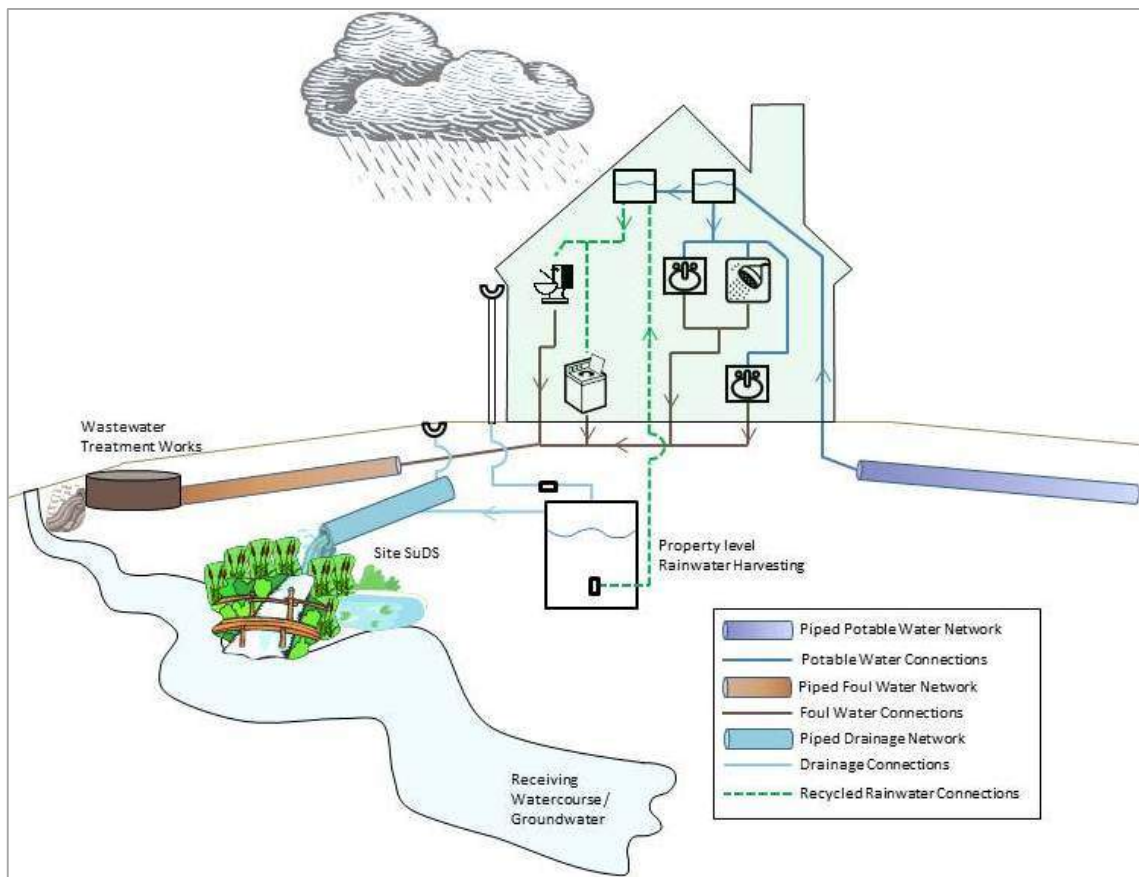 Wastewater
Treatment Works
Site SuDS
Property level
Rainwater Harvesting
Receiving
Watercourse/
Groundwater
Piped Potable Water Network
Potable Water Connections
Piped Foul Water Network
Foul Water Connections
Piped Drainage Network
Drainage Connections
Recycled Rainwater Connections